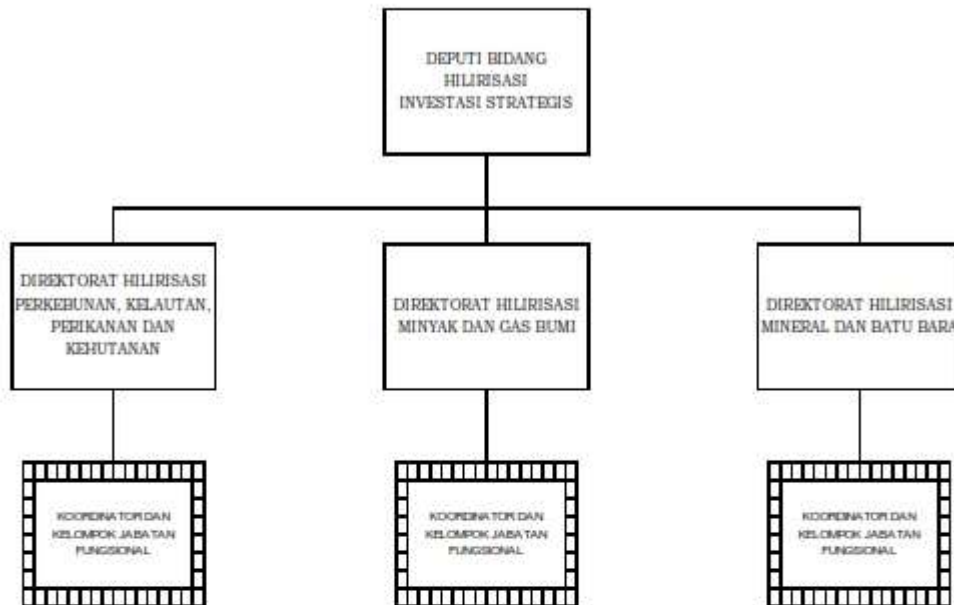 DEPUTI BIDANG
HILIRISASI
INVESTASI STRATEGIS
DIREKTORAT HILIRISASI
PERKEBUNAN, KELAUTAN,
PERIKANAN DAN
KEHUTANAN
DIREKTORAT HILIRISASI
MINYAK DAN GAS BUMI
DIREKTORAT HILIRISASI
MINERAL DAN BATU BARA
KOORDINATOR DAN
KELOMPOK JABATAN
FUNGSIONAL
KOORDINATOR DAN
KELOMPOK JABATAN
FUNGSIONAL
KOORDINATOR DAN
KELOMPOK JABATAN
FUNGSIONAL